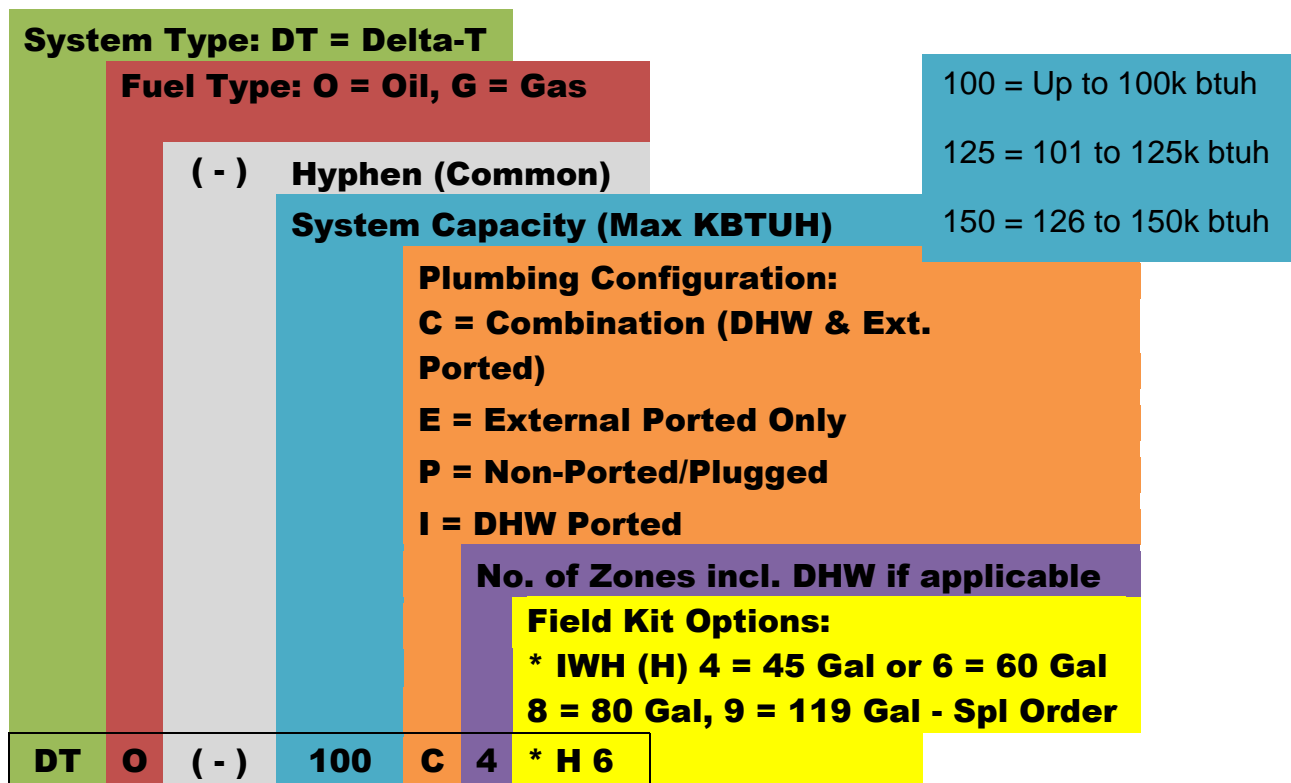 System Type: DT = Delta-T
Fuel Type: O = Oil, G = Gas
( - ) Hyphen (Common)
System Capacity (Max KBTUH)
100 = Up to 100k btuh
125 = 101 to 125k btuh
150 = 126 to 150k btuh
Plumbing Configuration:
C = Combination (DHW & Ext.
Ported)
E = External Ported Only
P = Non-Ported/Plugged
I = DHW Ported
No. of Zones incl. DHW if applicable
Field Kit Options:
* IWH (H) 4 = 45 Gal or 6 = 60 Gal
8 = 80 Gal, 9 = 119 Gal - Spl Order
DT O ( - ) 100 C 4 * H 6